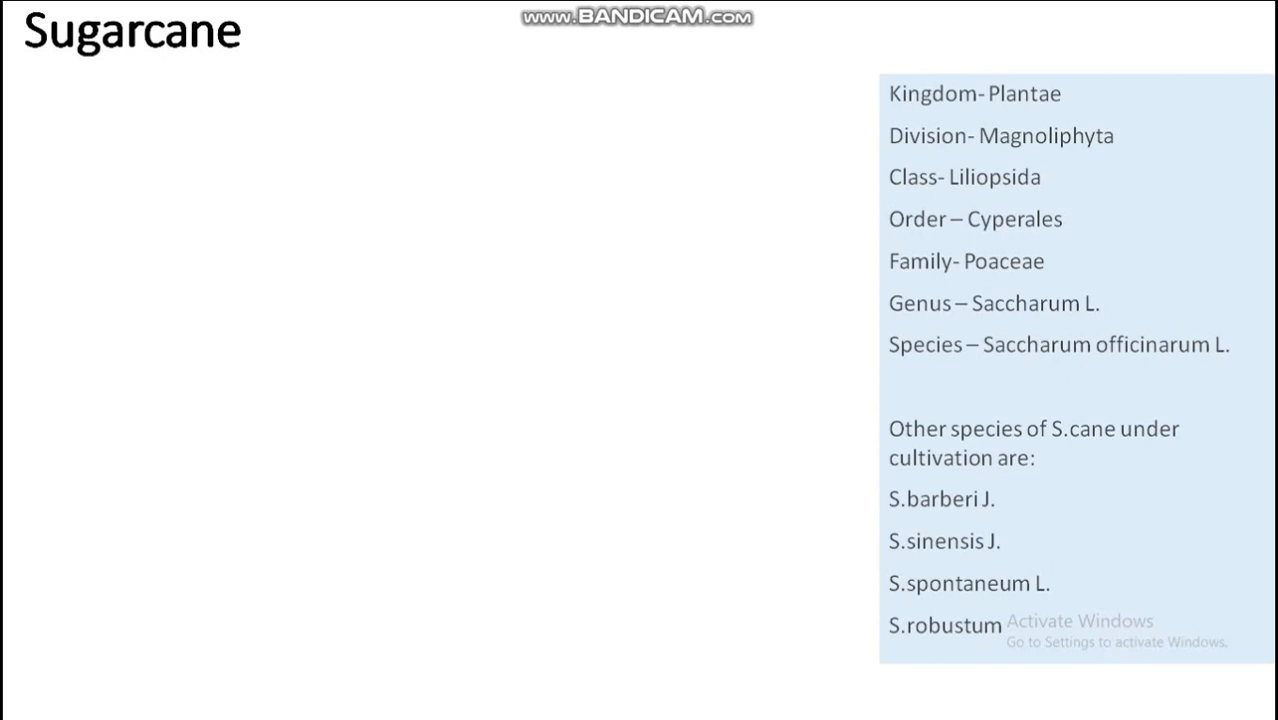 www.BANDICAM.com
Sugarcane
Kingdom- Plantae
Division- Magnoliphyta
Class- Liliopsida
Order – Cyperales
Family- Poaceae
Genus – Saccharum L.
Species – Saccharum officinarum L.
Other species of S.cane under
cultivation are:
S.barberi J.
S.sinensis J.
S.spontaneum L.
S.robustum
Activate Windows
Go to Settings to activate Windows.